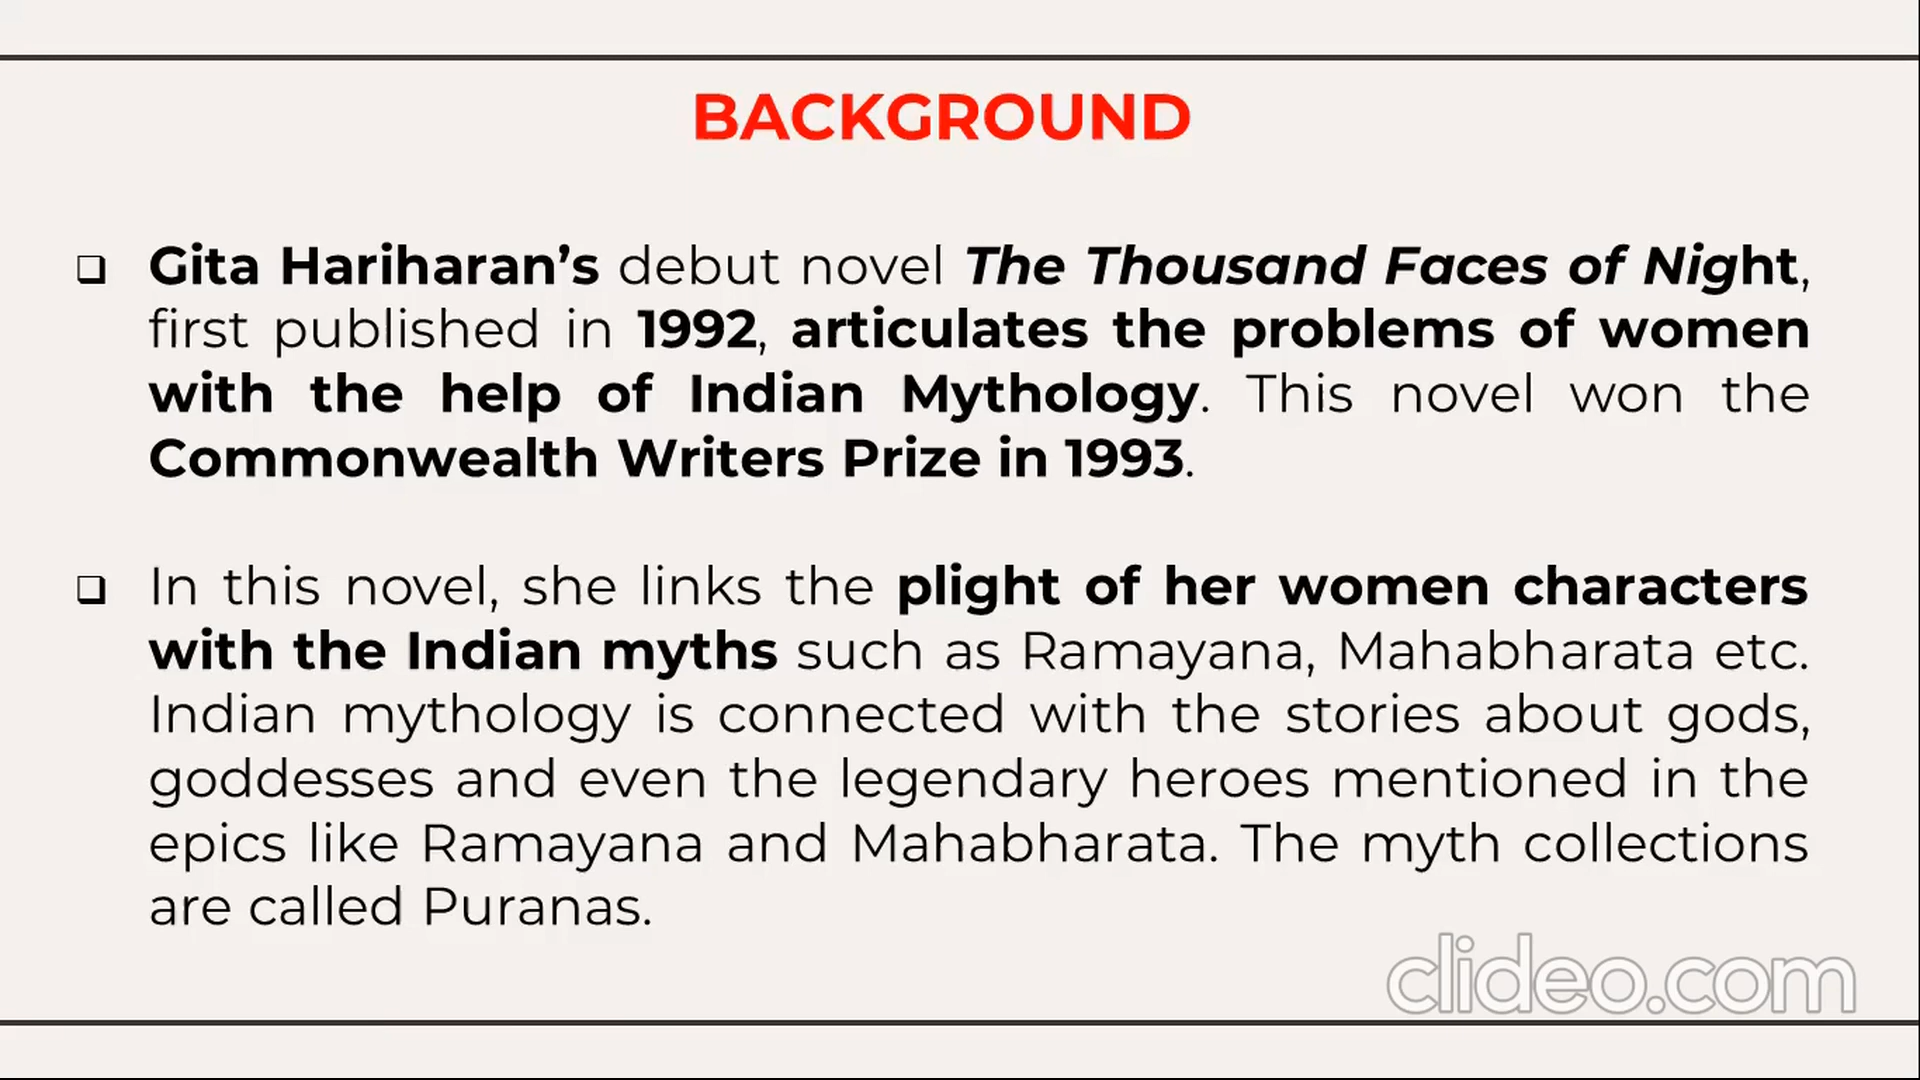 BACKGROUND
❑ Gita Hariharan’s debut novel The Thousand Faces of Night,
first published in 1992, articulates the problems of women
with the help of Indian Mythology. This novel won the
Commonwealth Writers Prize in 1993.
❑ In this novel, she links the plight of her women characters
with the Indian myths such as Ramayana, Mahabharata etc.
Indian mythology is connected with the stories about gods,
goddesses and even the legendary heroes mentioned in the
epics like Ramayana and Mahabharata. The myth collections
are called Puranas.
clideo.com